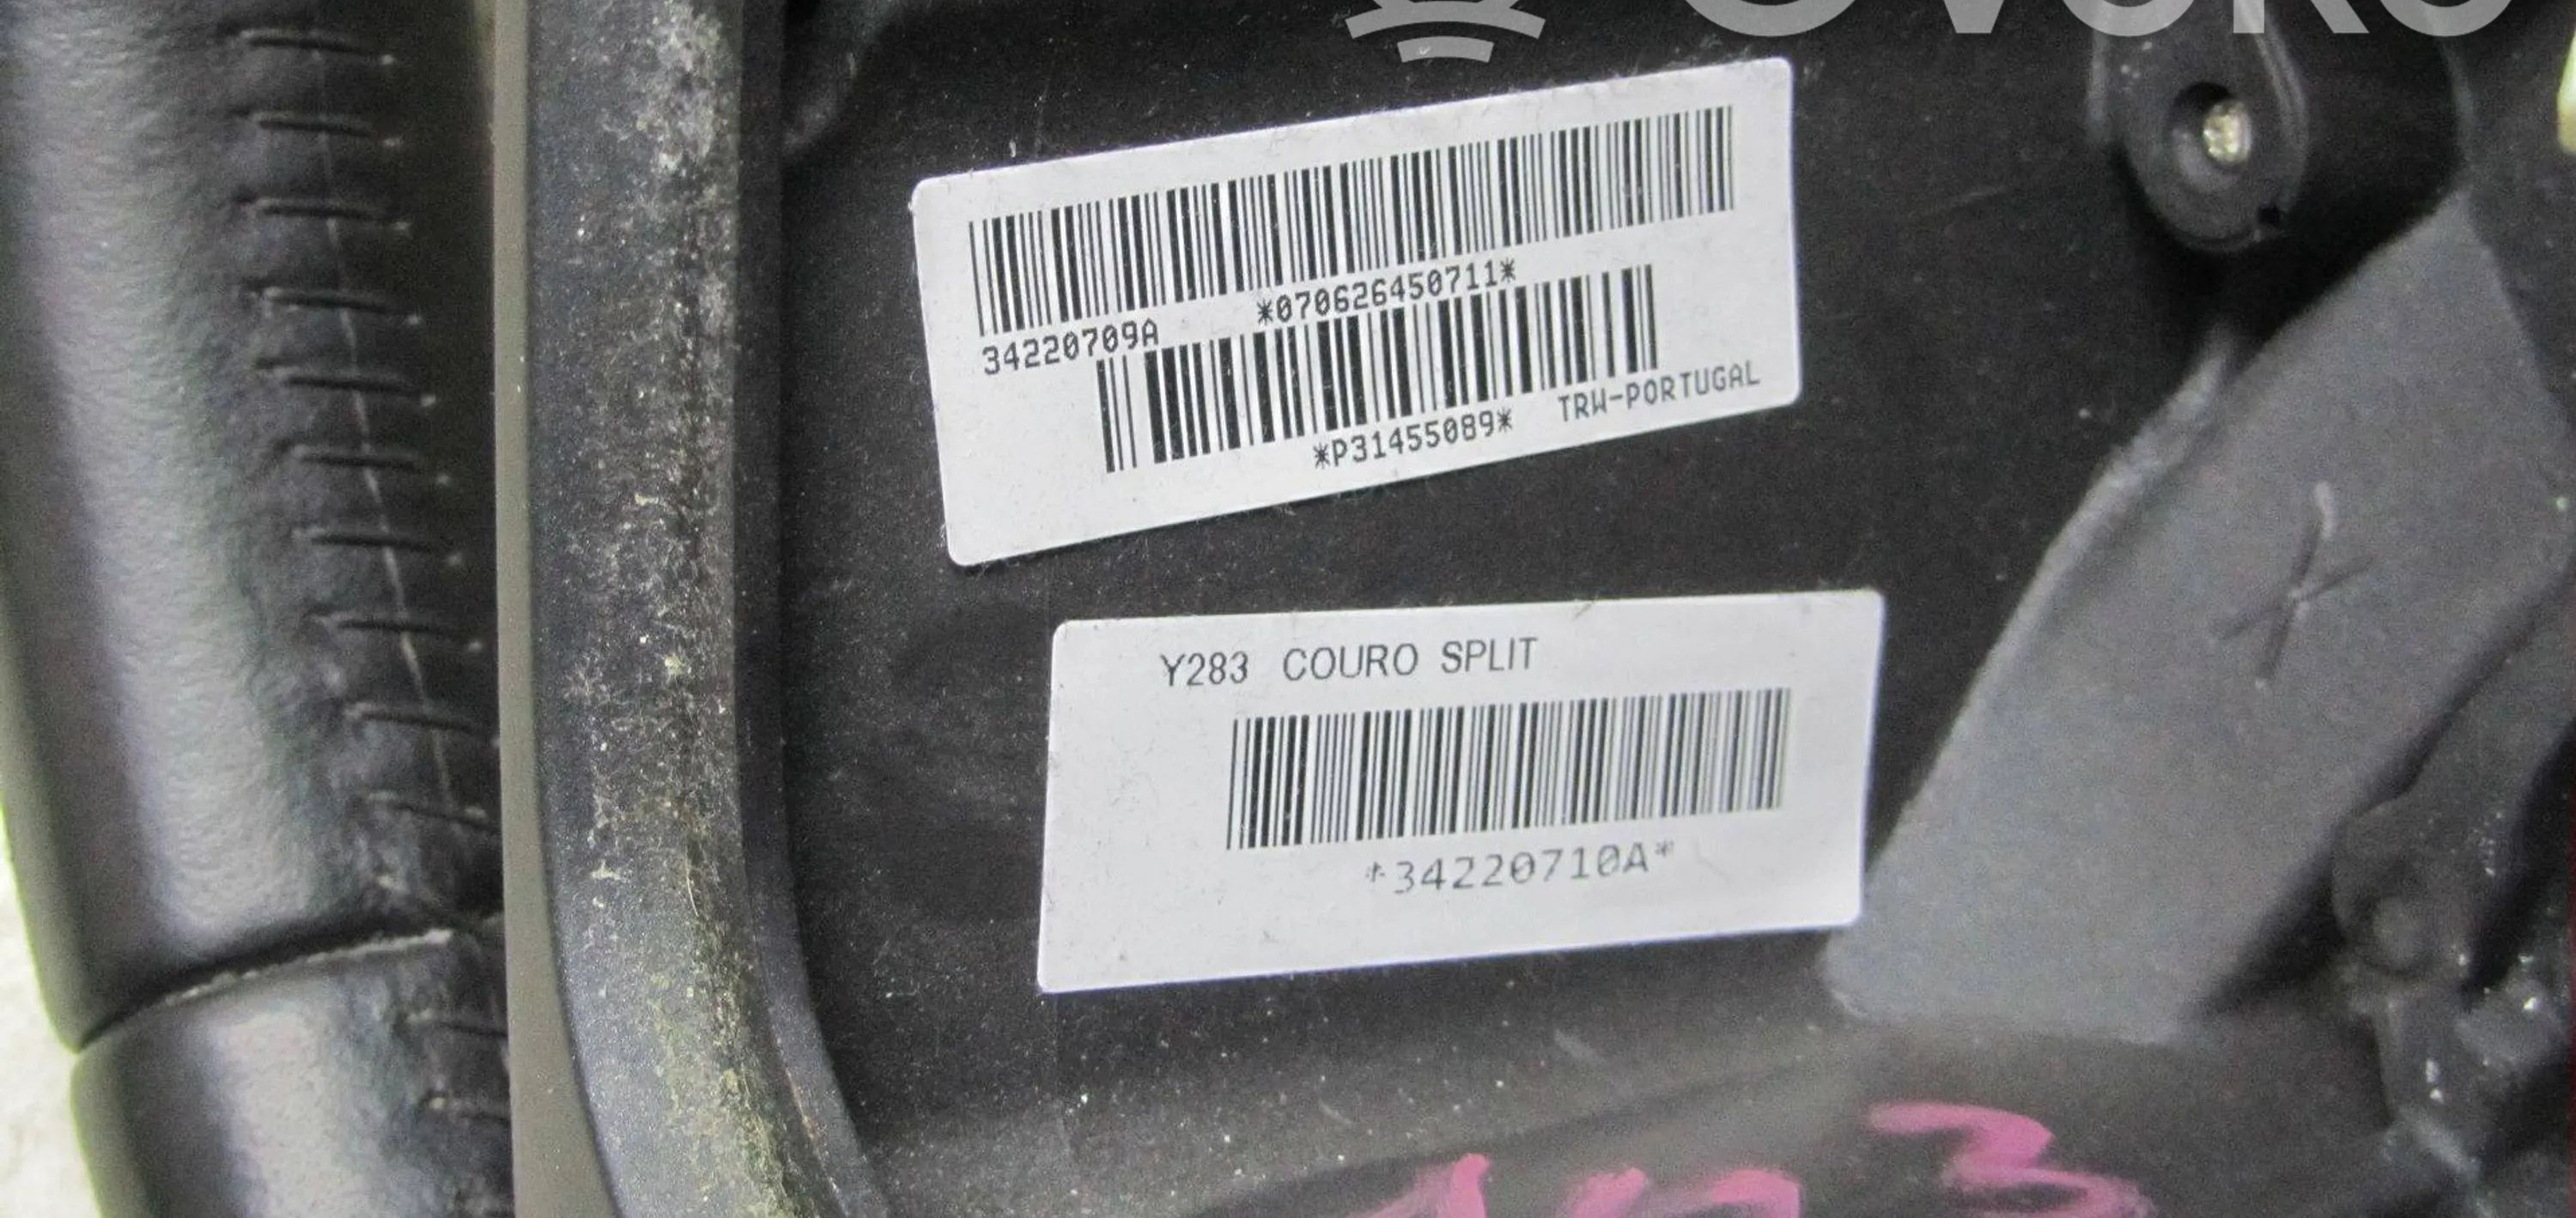 *070626450711*
34220709A
*P31455089* TRW-PORTUGAL
Y283 COURO SPLIT
*34220710A*